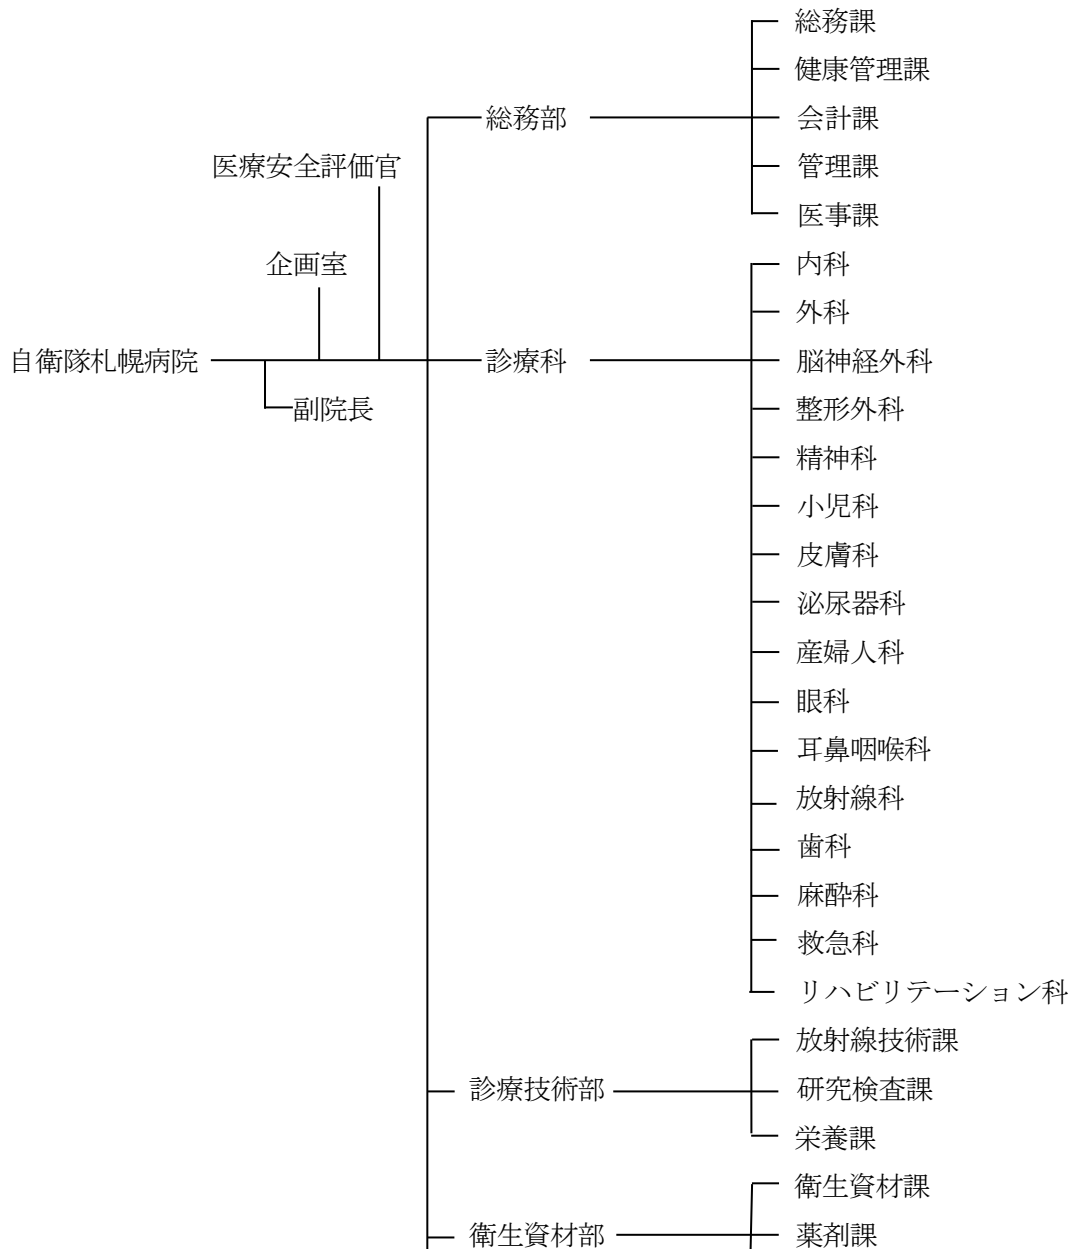 総務課
健康管理課
総務部
会計課
医療安全評価官
管理課
医事課
企画室
内科
外科
自衛隊札幌病院
診療科
脳神経外科
副院長
整形外科
精神科
小児科
皮膚科
泌尿器科
産婦人科
眼科
耳鼻咽喉科
放射線科
歯科
麻酔科
救急科
リハビリテーション科
放射線技術課
診療技術部
研究検査課
栄養課
衛生資材課
衛生資材部
薬剤課